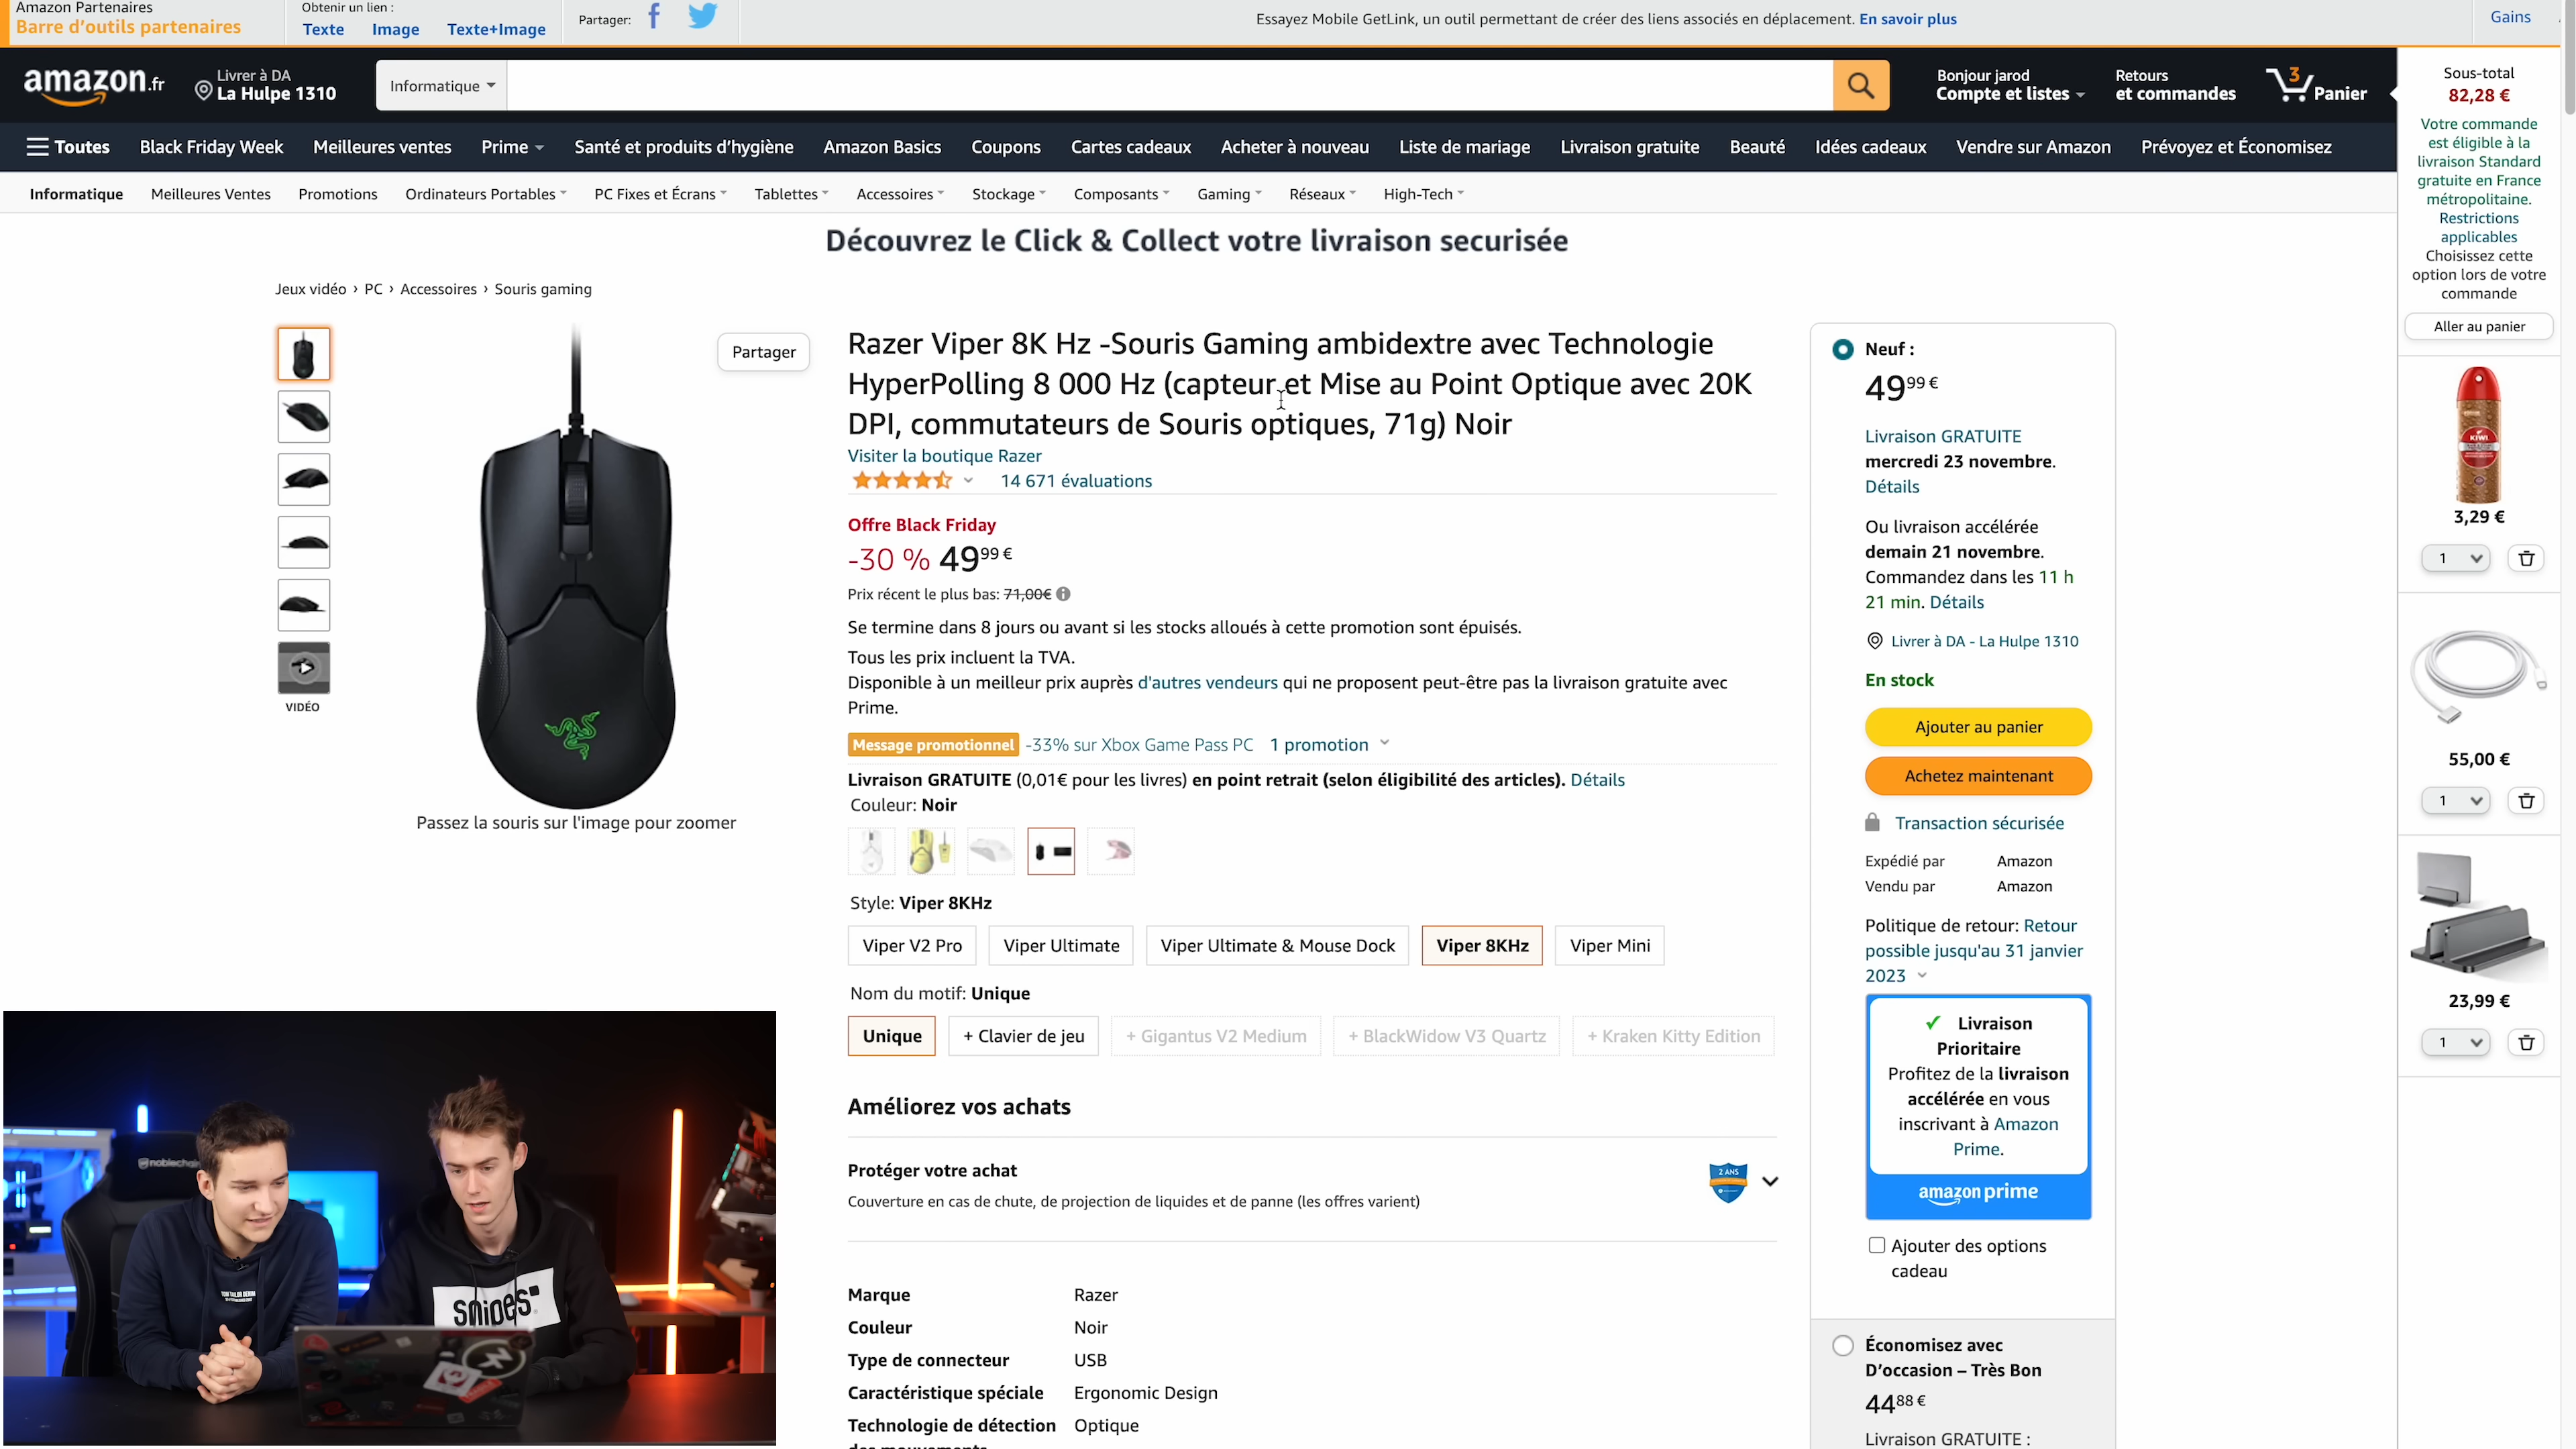 Amazon Partenaires
Barre d'outils partenaires
Obtenir un lien :
Texte Image Texte+Image
Partager:
Essayez Mobile GetLink, un outil permettant de créer des liens associés en déplacement. En savoir plus
Gains
amazon.fr
Livrer à DA
La Hulpe 1310
Informatique
Bonjour jarod
Compte et listes
Retours
et commandes
3
Panier
Toutes Black Friday Week Meilleures ventes Prime Santé et produits d'hygiène Amazon Basics Coupons Cartes cadeaux Acheter à nouveau Liste de mariage Livraison gratuite Beauté Idées cadeaux Vendre sur Amazon Prévoyez et Économisez
Informatique Meilleures Ventes Promotions Ordinateurs Portables PC Fixes et Écrans Tablettes Accessoires Stockage Composants Gaming Réseaux High-Tech
Découvrez le Click & Collect votre livraison securisée
Jeux vidéo › PC › Accessoires › Souris gaming
Partager
VIDÉO
Passez la souris sur l'image pour zoomer
Razer Viper 8K Hz -Souris Gaming ambidextre avec Technologie
HyperPolling 8 000 Hz (capteur et Mise au Point Optique avec 20K
DPI, commutateurs de Souris optiques, 71g) Noir
Visiter la boutique Razer
14 671 évaluations
Offre Black Friday
-30 % 49,99 €
Prix récent le plus bas: 71,00€
Se termine dans 8 jours ou avant si les stocks alloués à cette promotion sont épuisés.
Tous les prix incluent la TVA.
Disponible à un meilleur prix auprès d'autres vendeurs qui ne proposent peut-être pas la livraison gratuite avec
Prime.
Message promotionnel -33% sur Xbox Game Pass PC 1 promotion
Livraison GRATUITE (0,01€ pour les livres) en point retrait (selon éligibilité des articles). Détails
Couleur: Noir
Style: Viper 8KHz
Viper V2 Pro Viper Ultimate Viper Ultimate & Mouse Dock Viper 8KHz Viper Mini
Nom du motif: Unique
Unique + Clavier de jeu + Gigantus V2 Medium + BlackWidow V3 Quartz + Kraken Kitty Edition
Améliorez vos achats
Protéger votre achat
Couverture en cas de chute, de projection de liquides et de panne (les offres varient)
2 ANS
Marque Razer
Couleur Noir
Type de connecteur USB
Caractéristique spéciale Ergonomic Design
Technologie de détection Optique
des mouvements
Neuf :
49,99 €
Livraison GRATUITE
mercredi 23 novembre.
Détails
Ou livraison accélérée
demain 21 novembre.
Commandez dans les 11 h
21 min. Détails
Livrer à DA - La Hulpe 1310
En stock
Ajouter au panier
Achetez maintenant
Transaction sécurisée
Expédié par Amazon
Vendu par Amazon
Politique de retour: Retour
possible jusqu'au 31 janvier
2023
Livraison
Prioritaire
Profitez de la livraison
accélérée en vous
inscrivant à Amazon
Prime.
amazon prime
Ajouter des options
cadeau
Économisez avec
D'occasion – Très Bon
44,88 €
Livraison GRATUITE :
Sous-total
82,28 €
Votre commande
est éligible à la
livraison Standard
gratuite en France
métropolitaine.
Restrictions
applicables
Choisissez cette
option lors de votre
commande
Aller au panier
KIWI
3,29 €
1
55,00 €
1
23,99 €
1
noblechairs
snipes